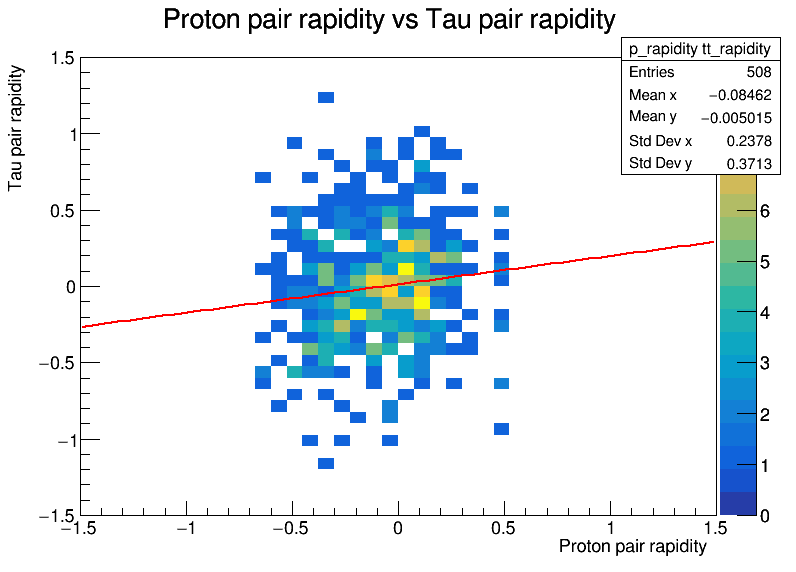 Proton pair rapidity vs Tau pair rapidity
p_rapidity tt_rapidity
Entries 508
Mean x −0.08462
Mean y −0.005015
Std Dev x 0.2378
Std Dev y 0.3713
Tau pair rapidity
1.5
1
0.5
0
−0.5
−1
−1.5
6
5
4
3
2
1
0
−1.5 −1 −0.5 0 0.5 1 1.5
Proton pair rapidity